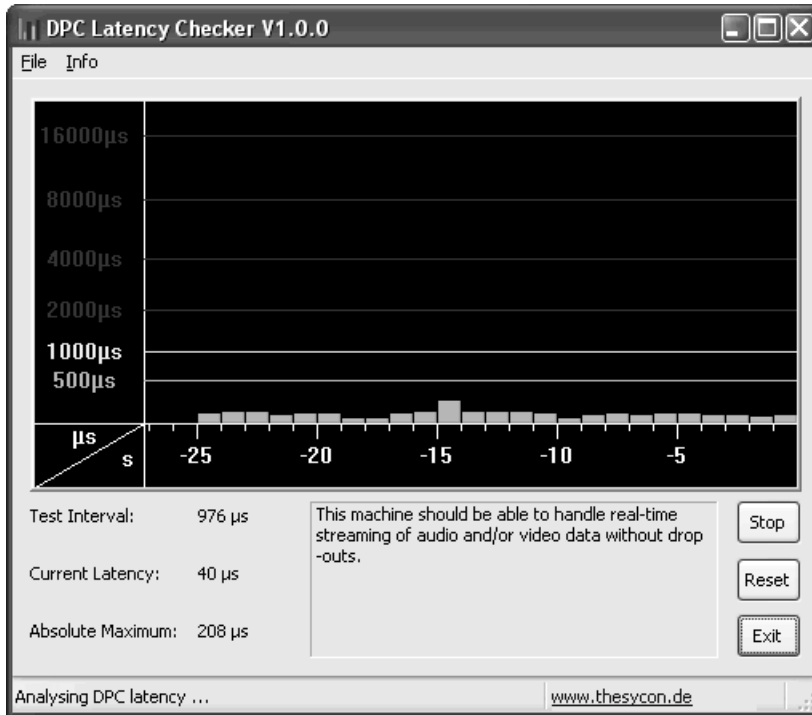 DPC Latency Checker V1.0.0
File Info
16000µs
8000µs
4000µs
2000µs
1000µs
500µs
µs
s
-25 -20 -15 -10 -5
Test Interval: 976 µs
Current Latency: 40 µs
Absolute Maximum: 208 µs
This machine should be able to handle real-time
streaming of audio and/or video data without drop
-outs.
Stop
Reset
Exit
Analysing DPC latency ...
www.thesycon.de